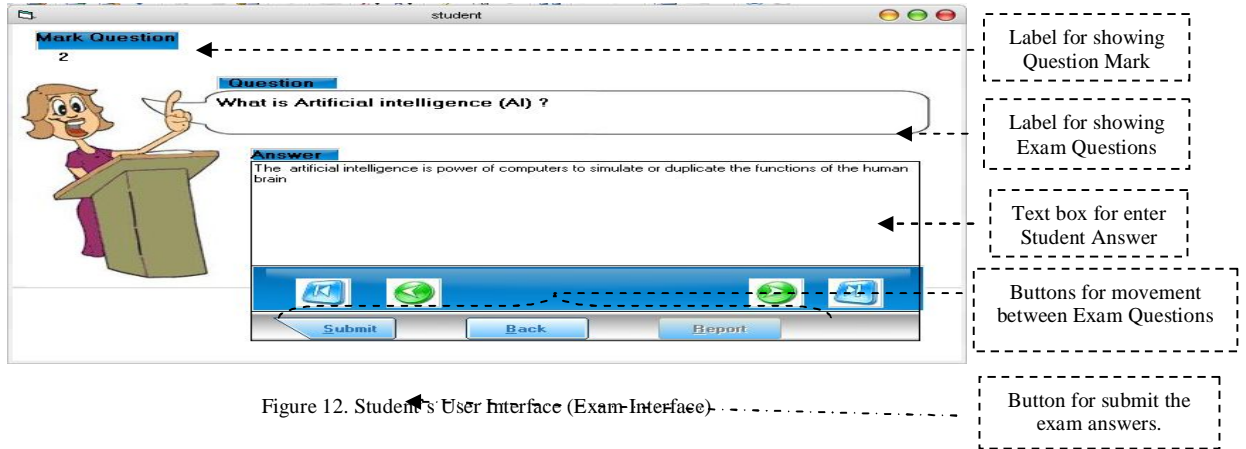 student
Mark Question
2
Question
What is Artificial intelligence (AI) ?
Answer
The artificial intelligence is power of computers to simulate or duplicate the functions of the human
brain
Submit
Back
Report
Label for showing
Question Mark
Label for showing
Exam Questions
Text box for enter
Student Answer
Buttons for movement
between Exam Questions
Button for submit the
exam answers.
Figure 12. Student's User Interface (Exam Interface)